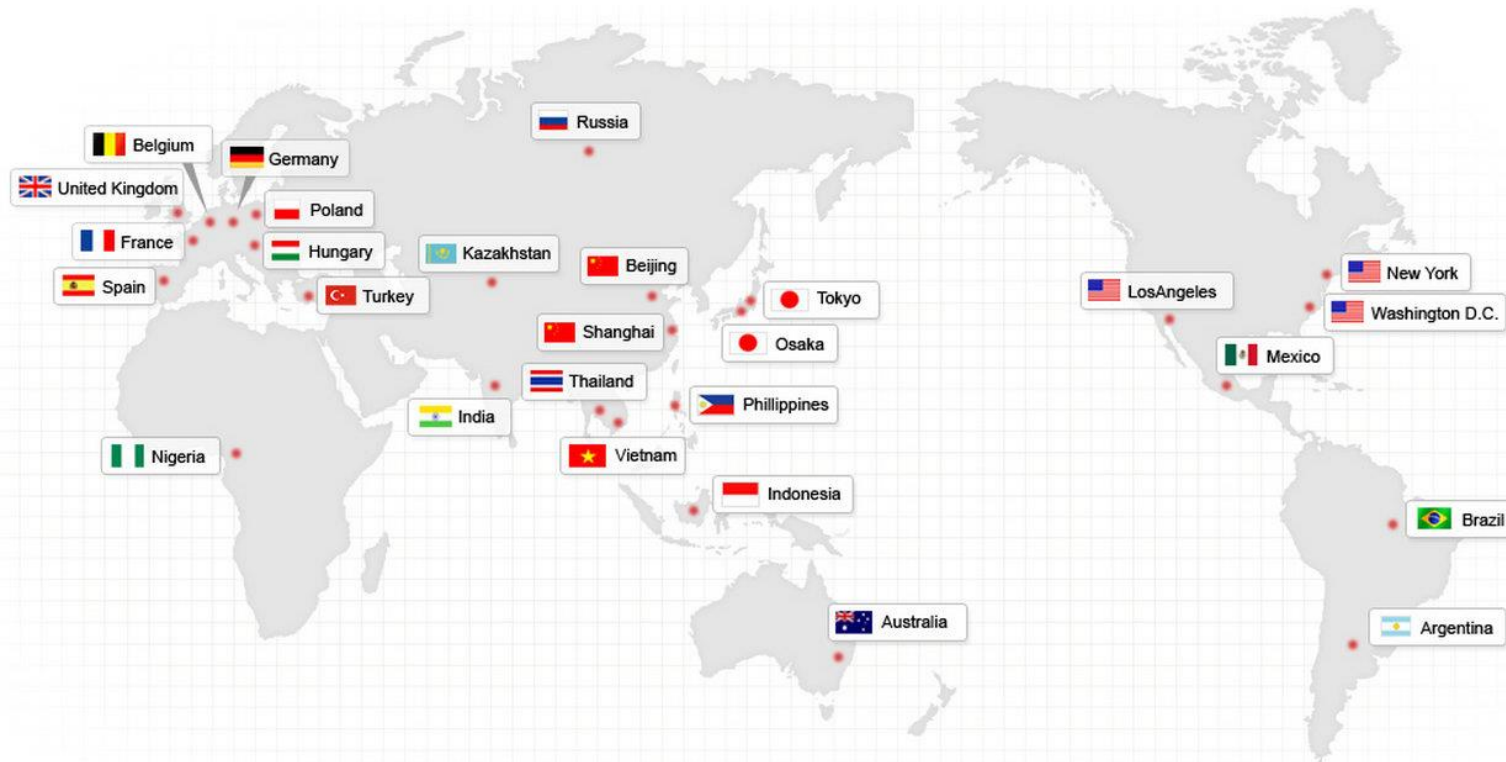 Russia
Belgium
Germany
United Kingdom
Poland
France
Hungary
Kazakhstan
Beijing
Spain
Turkey
Tokyo
Shanghai
Osaka
Thailand
India
Phillippines
Nigeria
Vietnam
Indonesia
Australia
New York
LosAngeles
Washington D.C.
Mexico
Brazil
Argentina